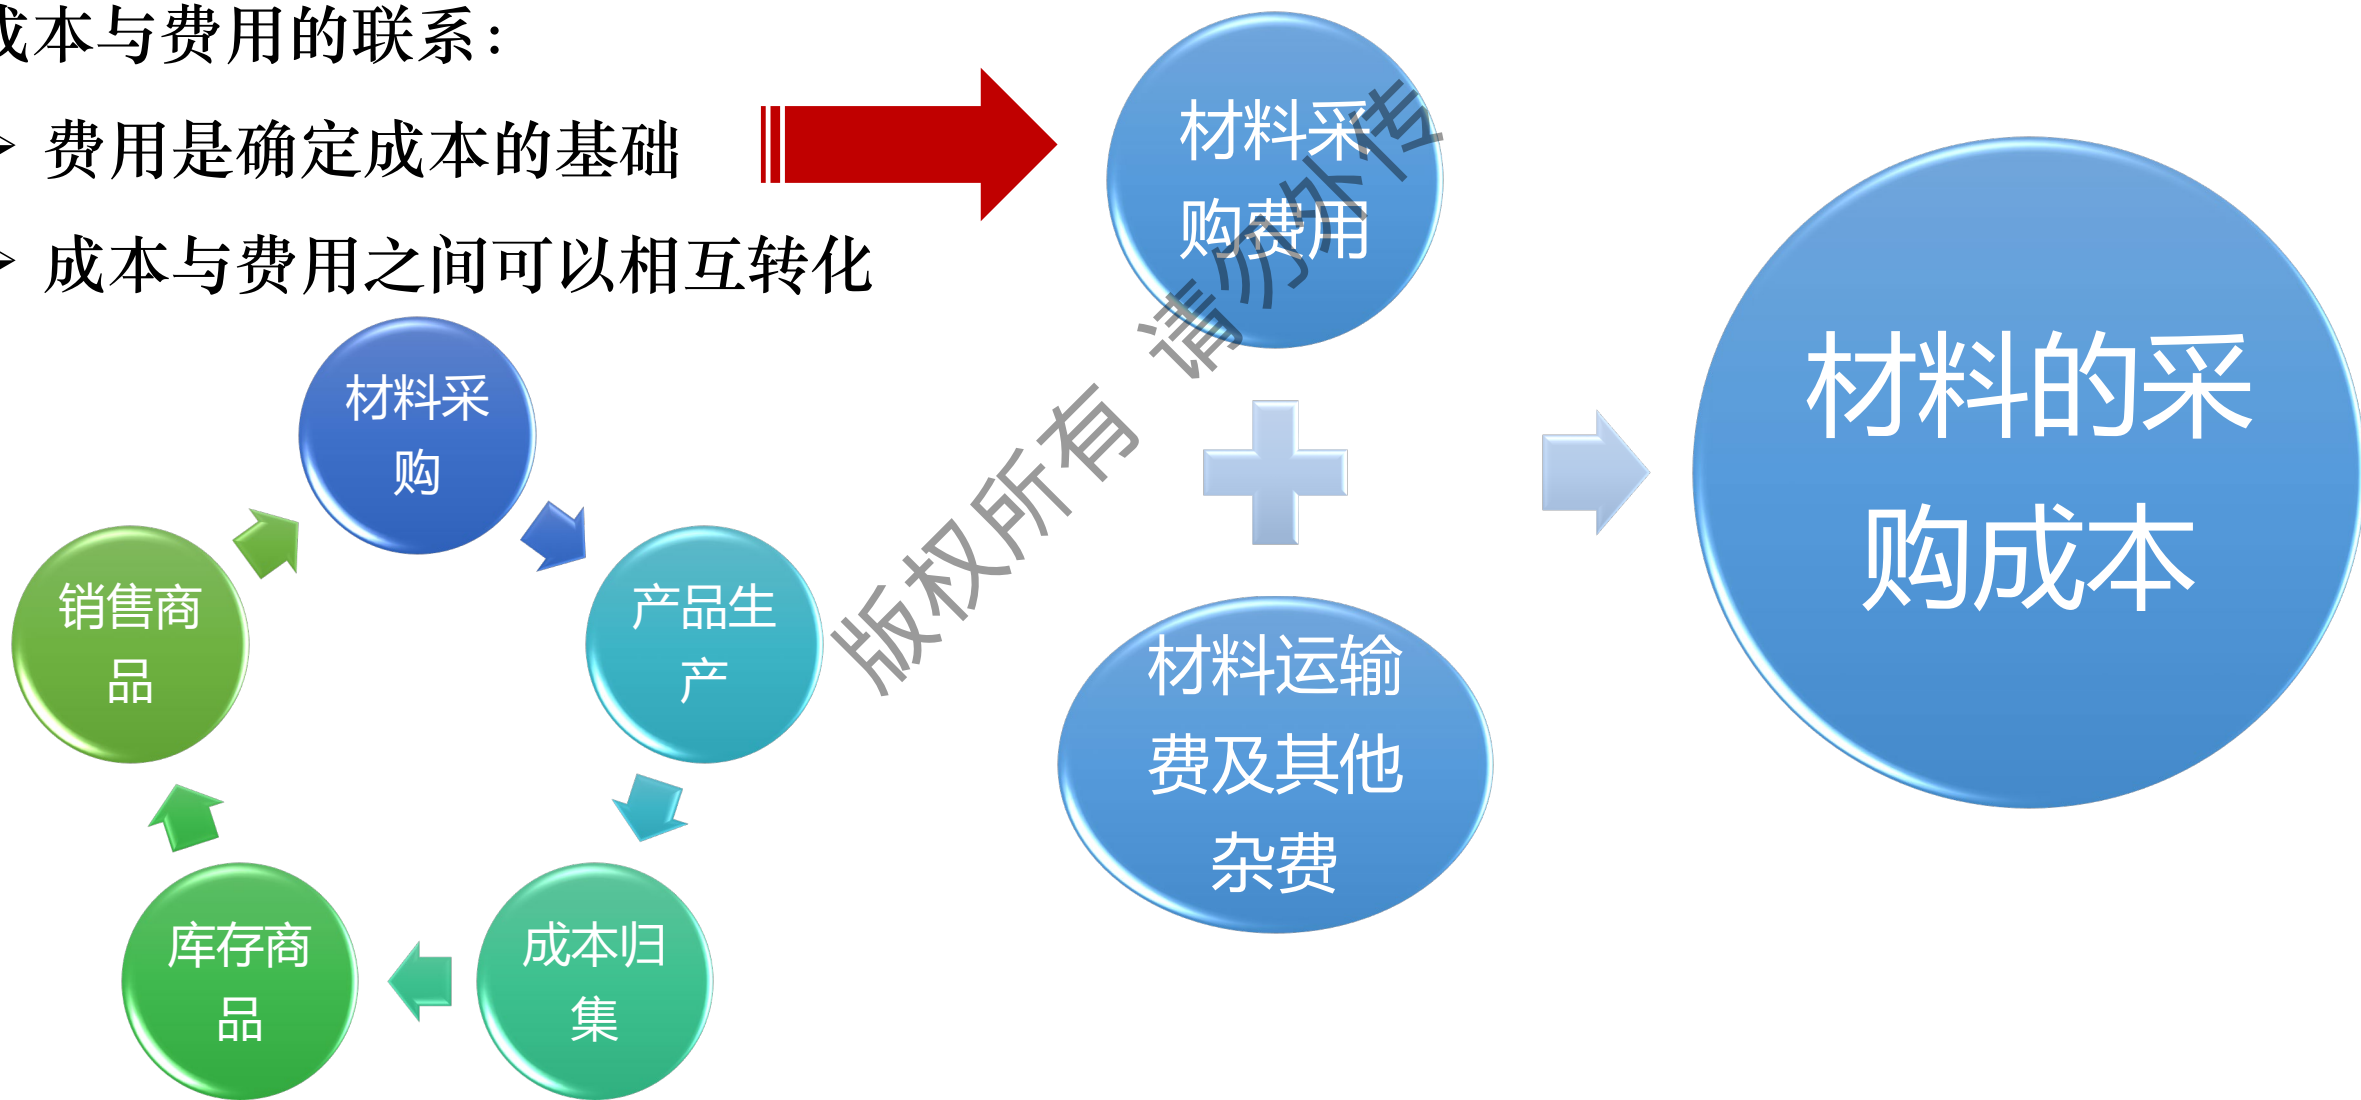 成本与费用的联系：
费用是确定成本的基础
成本与费用之间可以相互转化
材料采
购
产品生
产
成本归
集
库存商
品
销售商
品
材料采
购费用
材料运输
费及其他
杂费
材料的采
购成本
版权所有 请勿外传